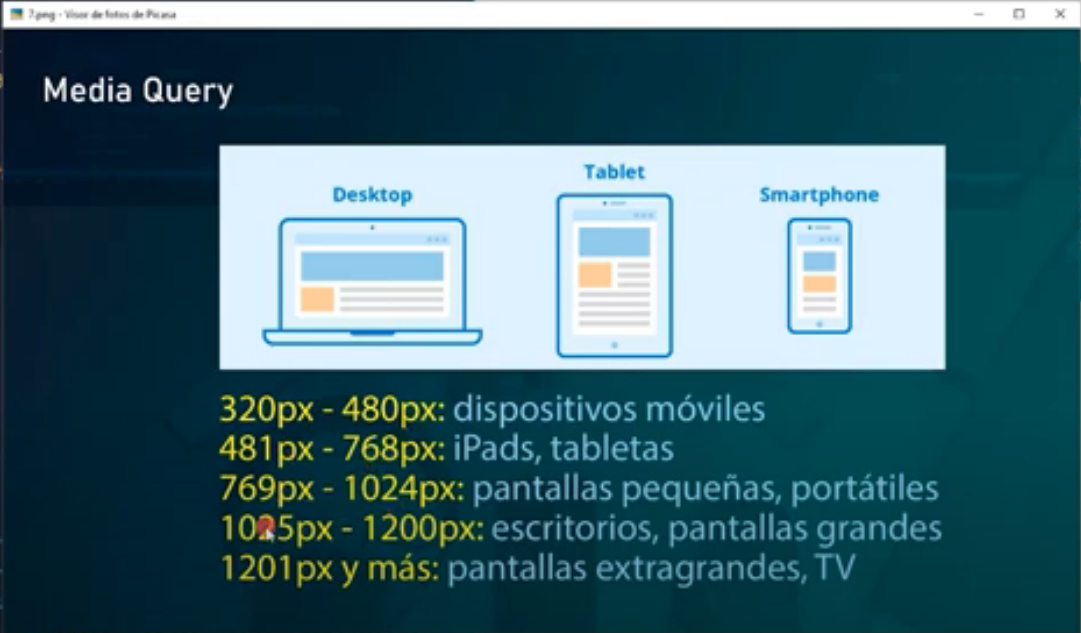 7.png - Visor de fotos de Picasa
Media Query
Desktop
Tablet
Smartphone
320px - 480px: dispositivos móviles
481px - 768px: iPads, tabletas
769px - 1024px: pantallas pequeñas, portátiles
1025px - 1200px: escritorios, pantallas grandes
1201px y más: pantallas extragrandes, TV